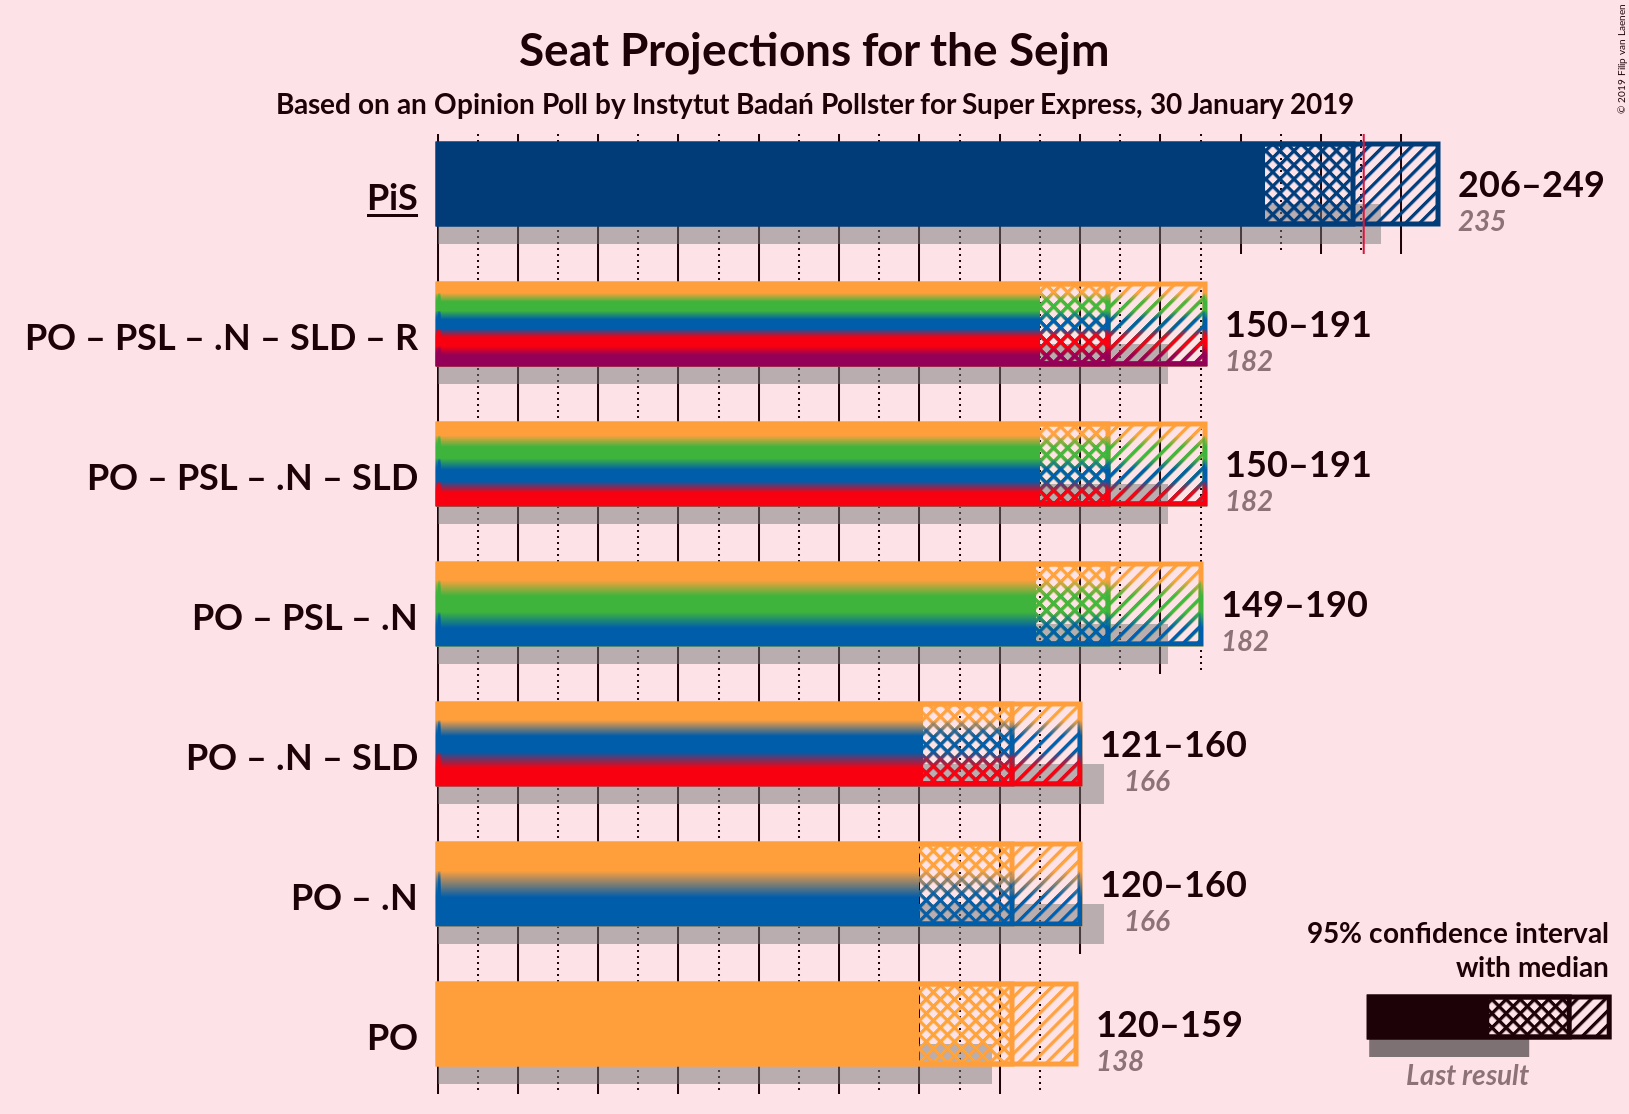 Seat Projections for the Sejm
Based on an Opinion Poll by Instytut Badań Pollster for Super Express, 30 January 2019
© 2019 Filip van Laenen
PiS
206–249
235
PO – PSL – .N – SLD – R
150–191
182
PO – PSL – .N – SLD
150–191
182
PO – PSL – .N
149–190
182
PO – .N – SLD
121–160
166
PO – .N
120–160
166
PO
120–159
138
95% confidence interval
with median
Last result